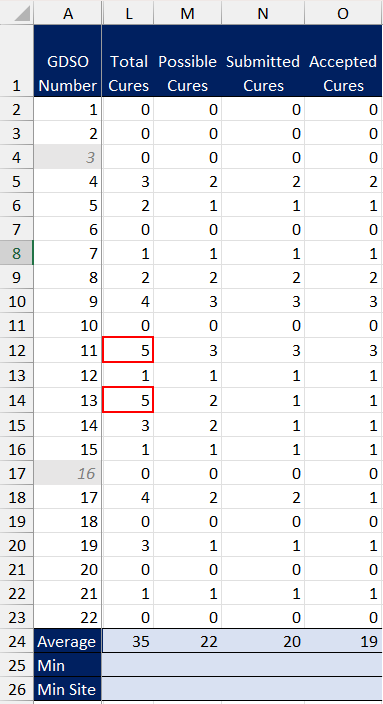 A L M N O
1 GDSO Number Total Cures Possible Cures Submitted Cures Accepted Cures
2 1 0 0 0 0
3 2 0 0 0 0
4 3 0 0 0 0
5 4 3 2 2 2
6 5 2 1 1 1
7 6 0 0 0 0
8 7 1 1 1 1
9 8 2 2 2 2
10 9 4 3 3 3
11 10 0 0 0 0
12 11 5 3 3 3
13 12 1 1 1 1
14 13 5 2 1 1
15 14 3 2 1 1
16 15 1 1 1 1
17 16 0 0 0 0
18 17 4 2 2 1
19 18 0 0 0 0
20 19 3 1 1 1
21 20 0 0 0 0
22 21 1 1 1 1
23 22 0 0 0 0
24 Average 35 22 20 19
25 Min
26 Min Site